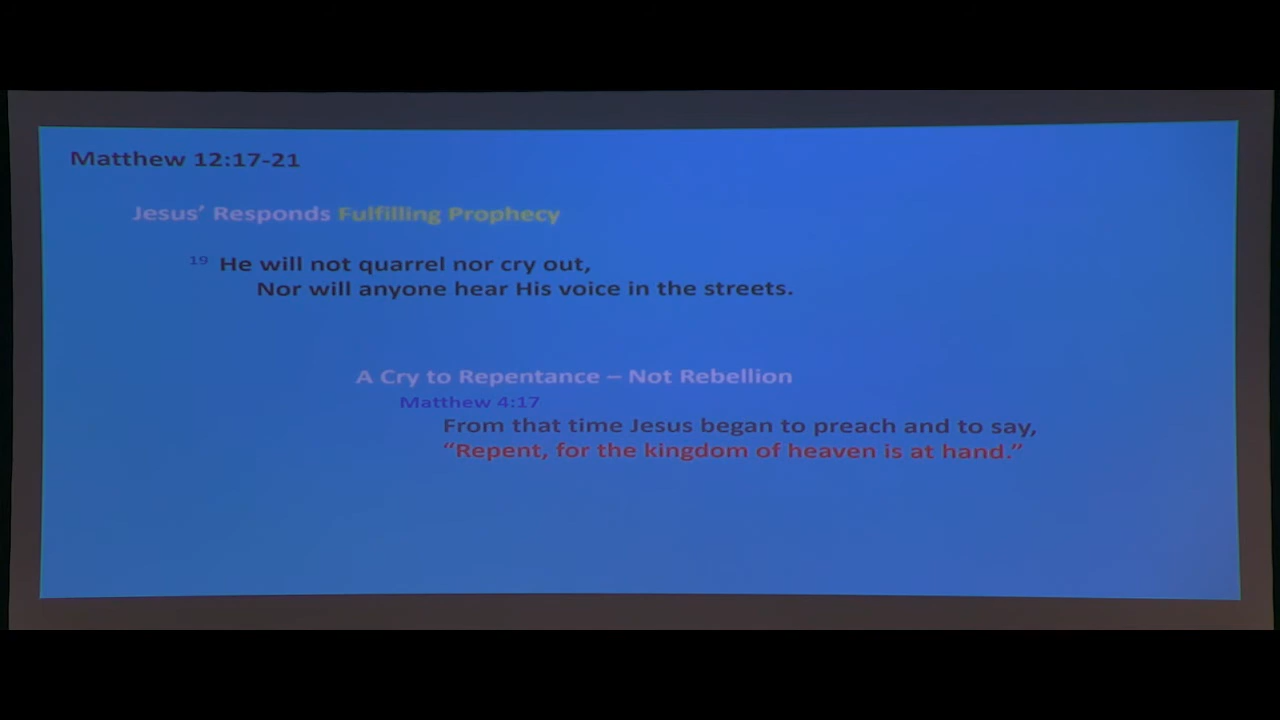 Matthew 12:17-21
Jesus’ Responds Fulfilling Prophecy
19 He will not quarrel nor cry out,
Nor will anyone hear His voice in the streets.
A Cry to Repentance – Not Rebellion
Matthew 4:17
From that time Jesus began to preach and to say,
“Repent, for the kingdom of heaven is at hand.”